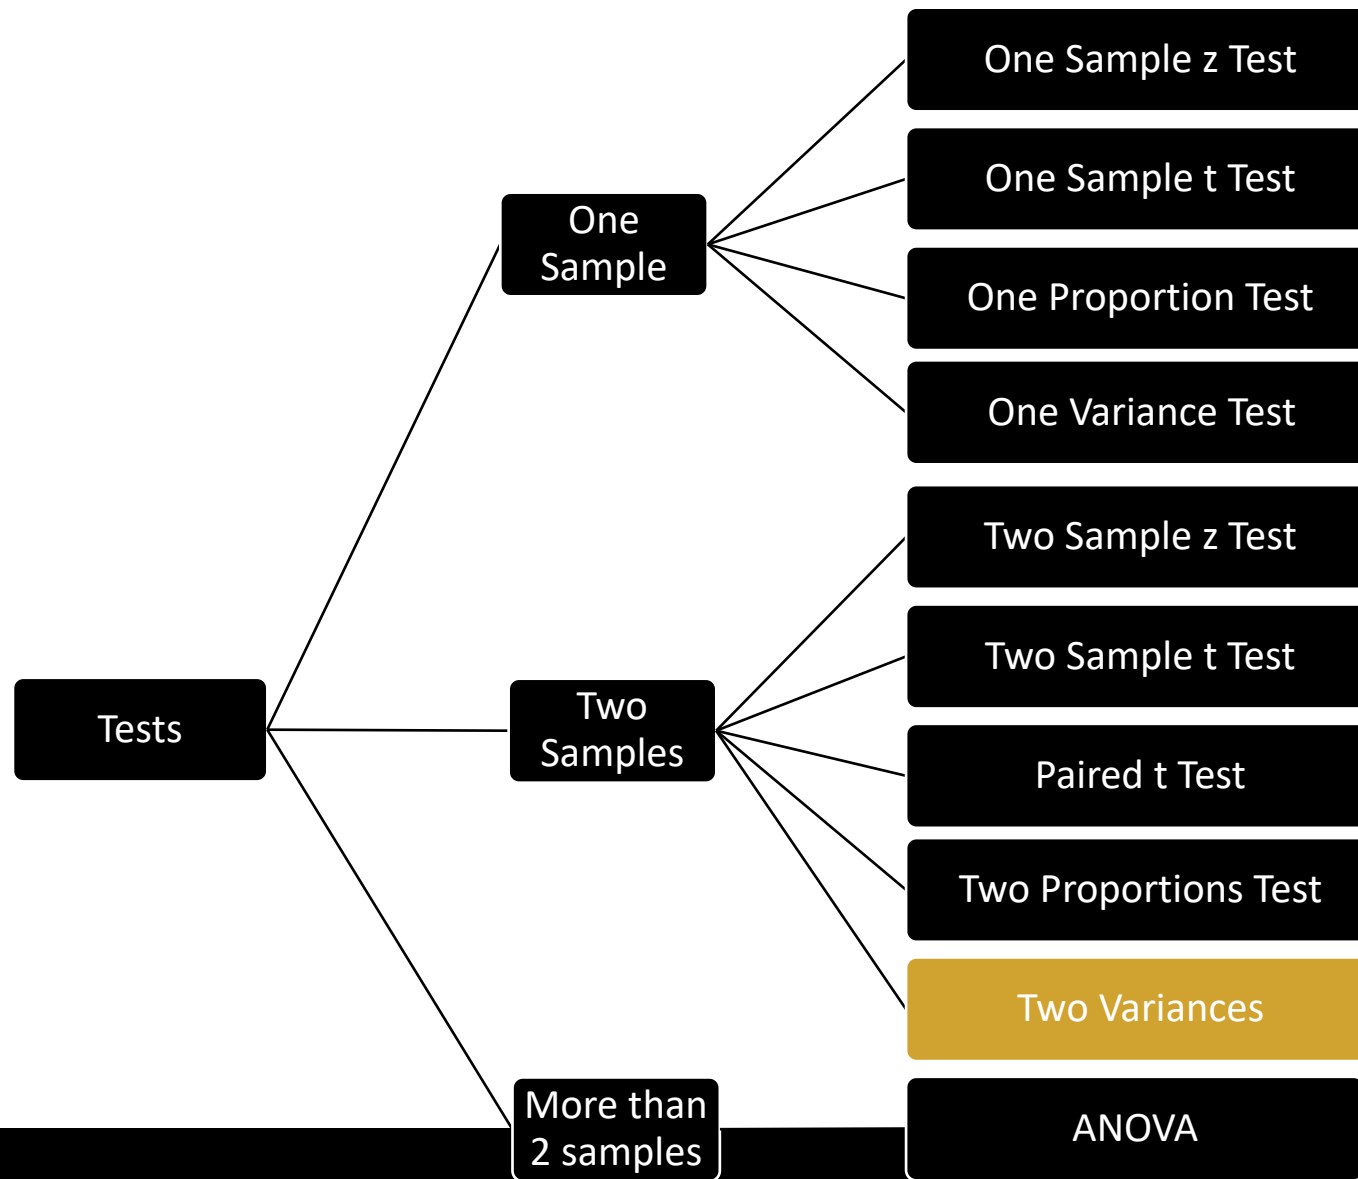 Tests
One
Sample
One Sample z Test
One Sample t Test
One Proportion Test
One Variance Test
Two
Samples
Two Sample z Test
Two Sample t Test
Paired t Test
Two Proportions Test
Two Variances
More than
2 samples
ANOVA